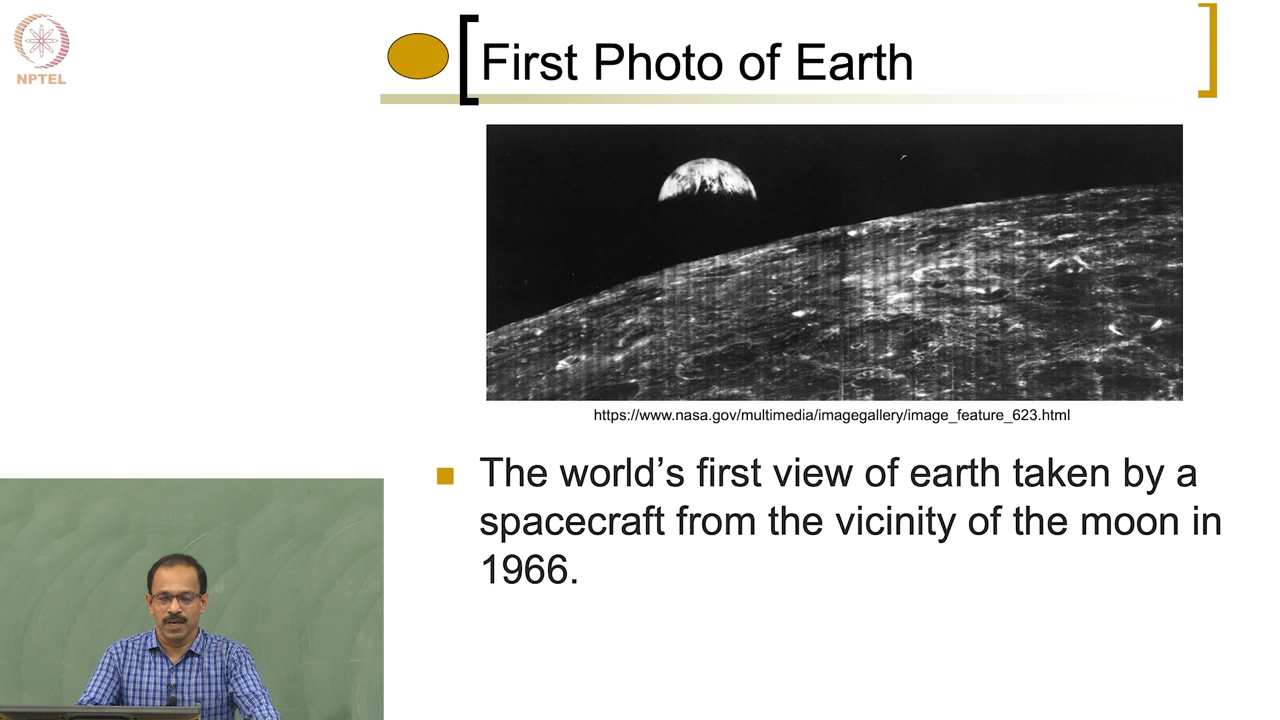 NPTEL
First Photo of Earth
https://www.nasa.gov/multimedia/imagegallery/image_feature_623.html
The world’s first view of earth taken by a
spacecraft from the vicinity of the moon in
1966.